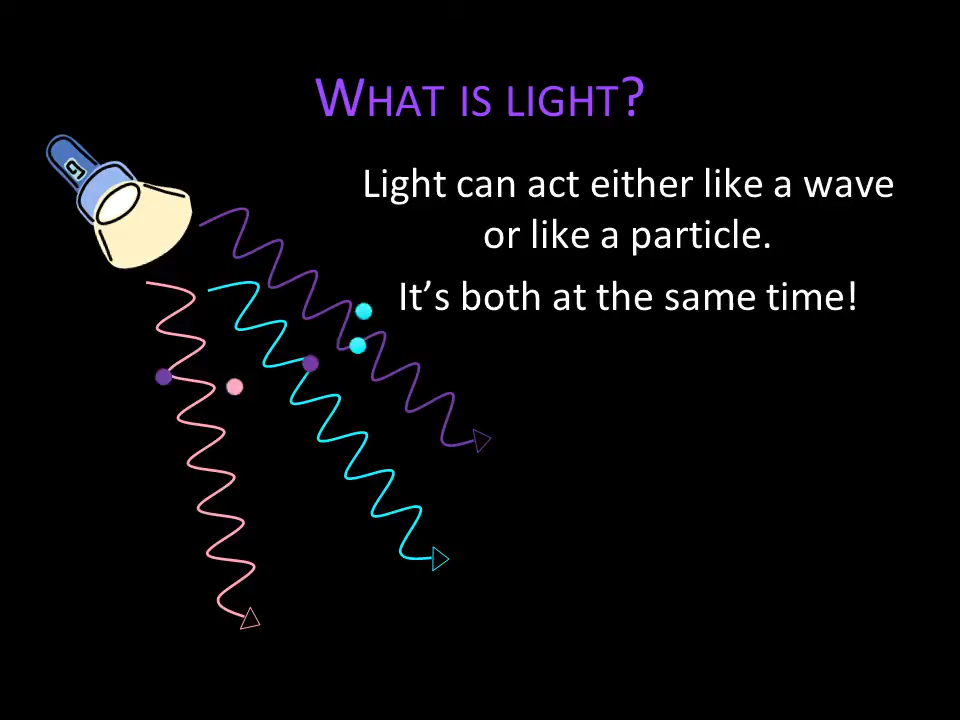 WHAT IS LIGHT?
Light can act either like a wave
or like a particle.
It’s both at the same time!